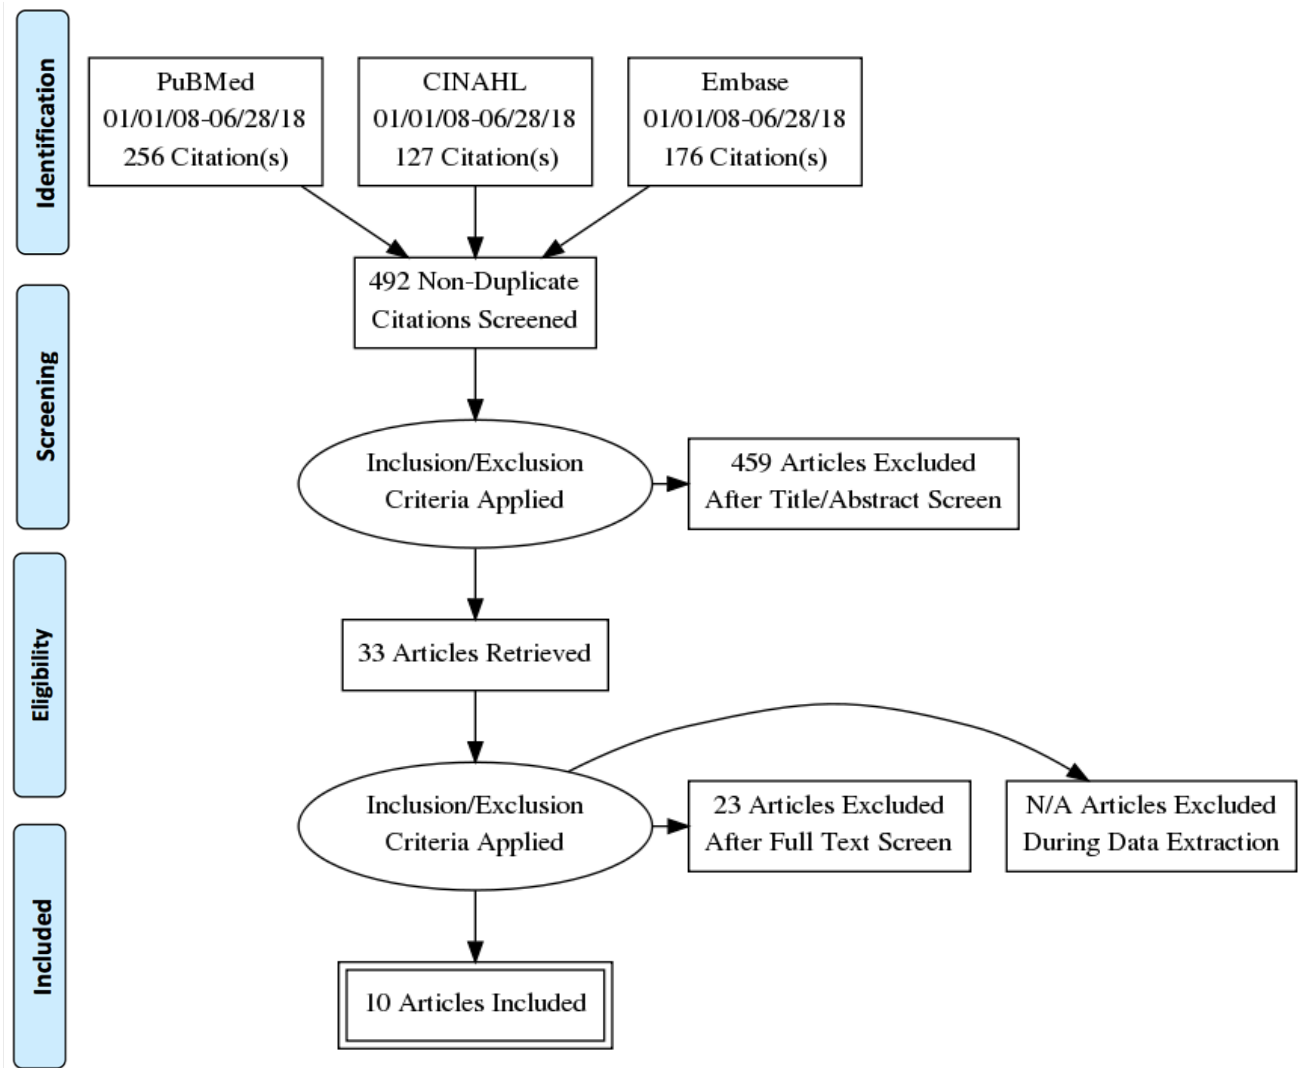 Identification
PuBMed
01/01/08-06/28/18
256 Citation(s)
CINAHL
01/01/08-06/28/18
127 Citation(s)
Embase
01/01/08-06/28/18
176 Citation(s)
492 Non-Duplicate
Citations Screened
Screening
Inclusion/Exclusion
Criteria Applied
459 Articles Excluded
After Title/Abstract Screen
Eligibility
33 Articles Retrieved
Inclusion/Exclusion
Criteria Applied
23 Articles Excluded
After Full Text Screen
N/A Articles Excluded
During Data Extraction
Included
10 Articles Included